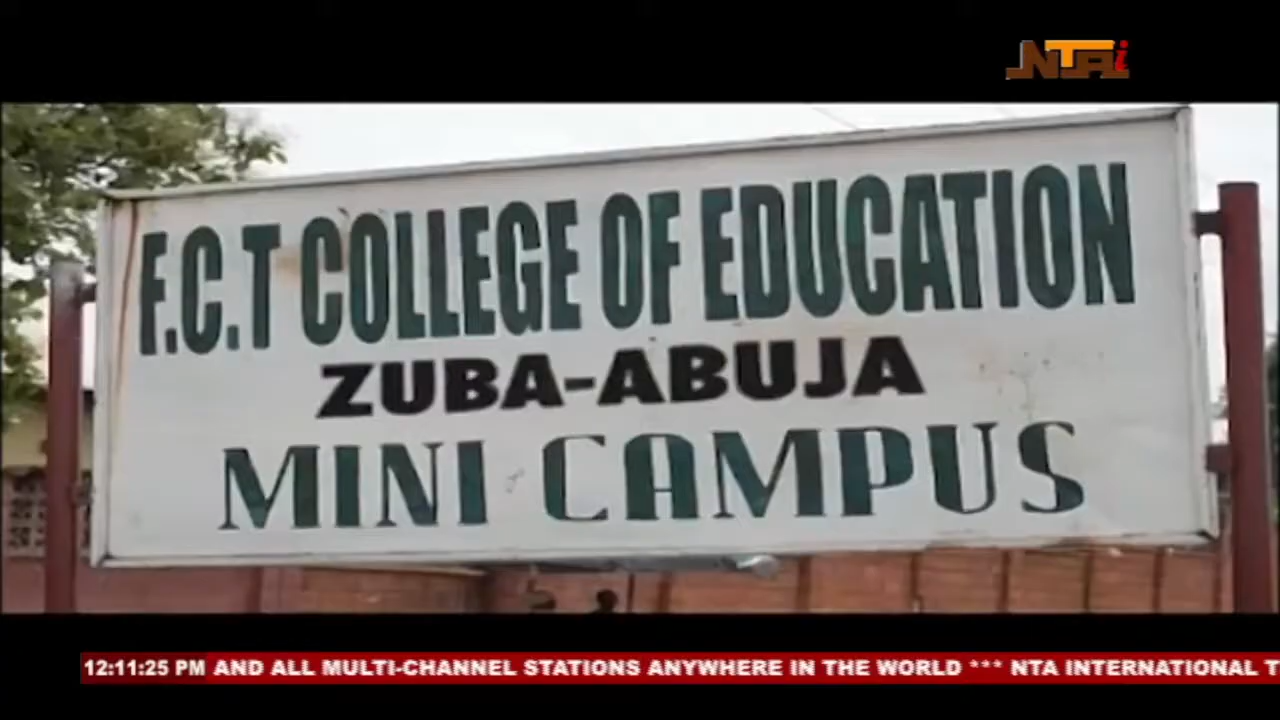 NTAi
F.C.T COLLEGE OF EDUCATION
ZUBA-ABUJA
MINI CAMPUS
12:11:25 PM AND ALL MULTI-CHANNEL STATIONS ANYWHERE IN THE WORLD *** NTA INTERNATIONAL T